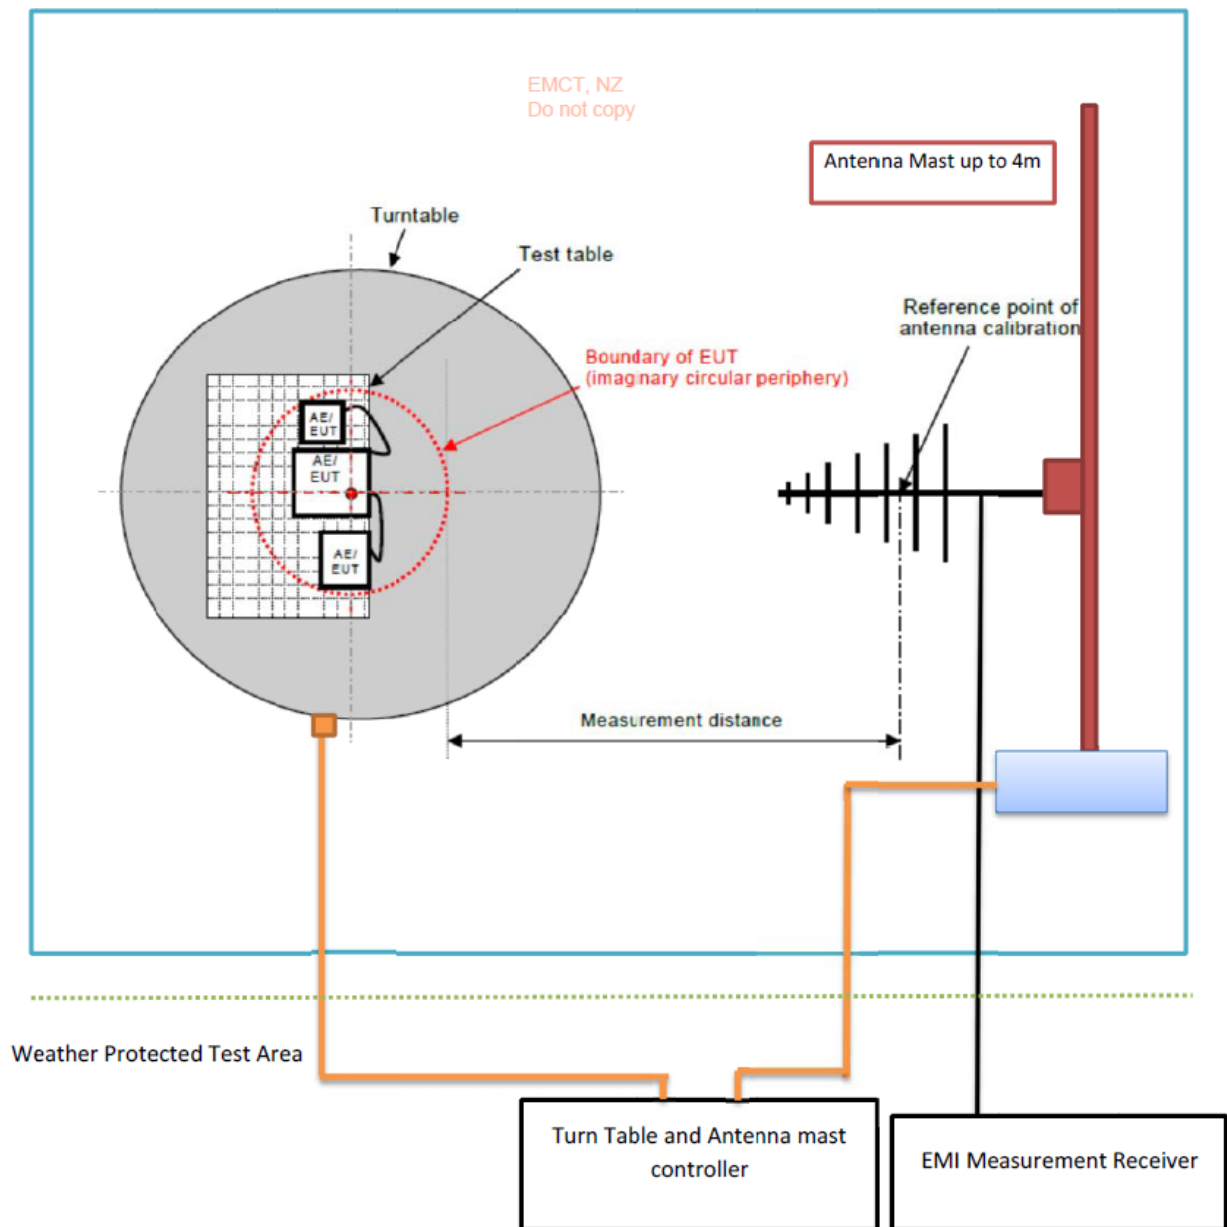 EMCT, NZ
Do not copy
Antenna Mast up to 4m
Turntable
Test table
Reference point of
antenna calibration
Boundary of EUT
(imaginary circular periphery)
AE/
EUT
AE/
EUT
AE/
EUT
Measurement distance
Weather Protected Test Area
Turn Table and Antenna mast
controller
EMI Measurement Receiver